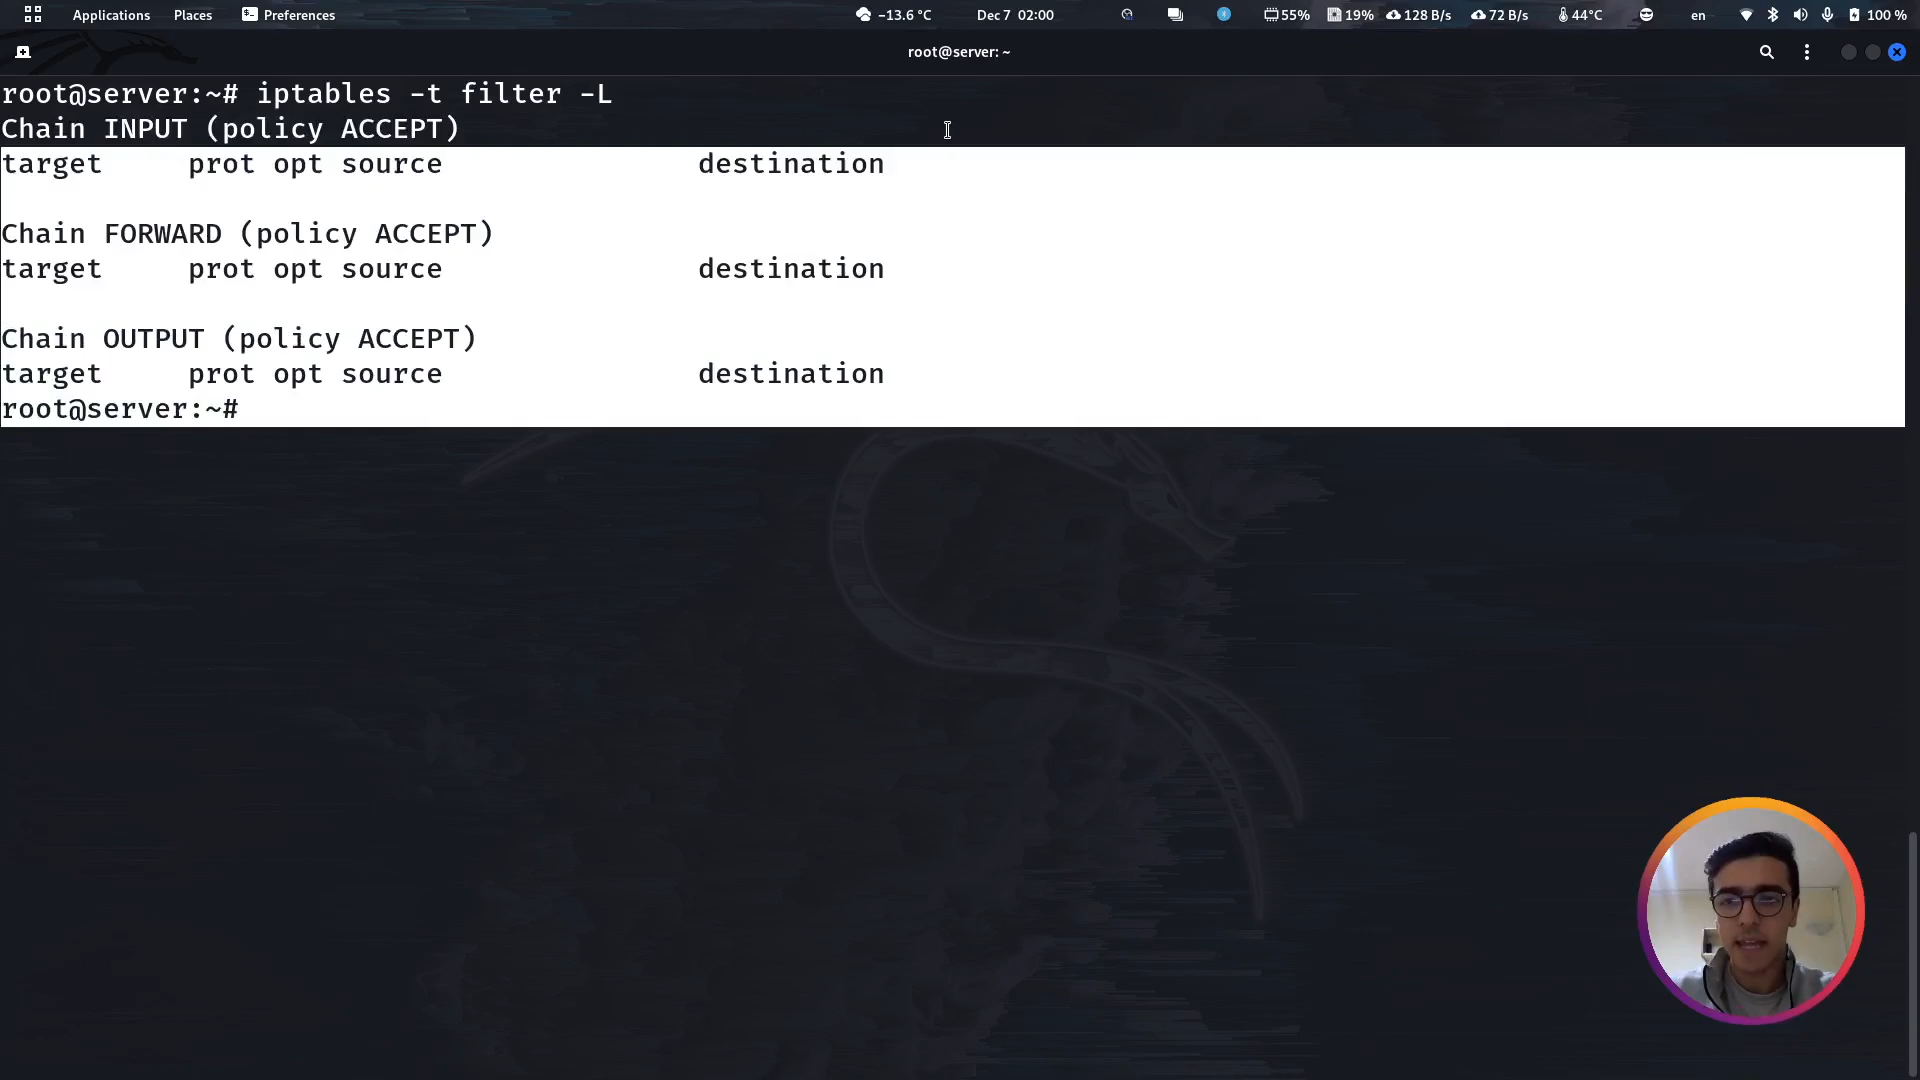 Applications Places Preferences −13.6 °C Dec 7 02:00 55% 19% 128 B/s 72 B/s 44°C en 100 %
root@server: ~
root@server:~# iptables -t filter -L
Chain INPUT (policy ACCEPT)
target prot opt source destination
Chain FORWARD (policy ACCEPT)
target prot opt source destination
Chain OUTPUT (policy ACCEPT)
target prot opt source destination
root@server:~#